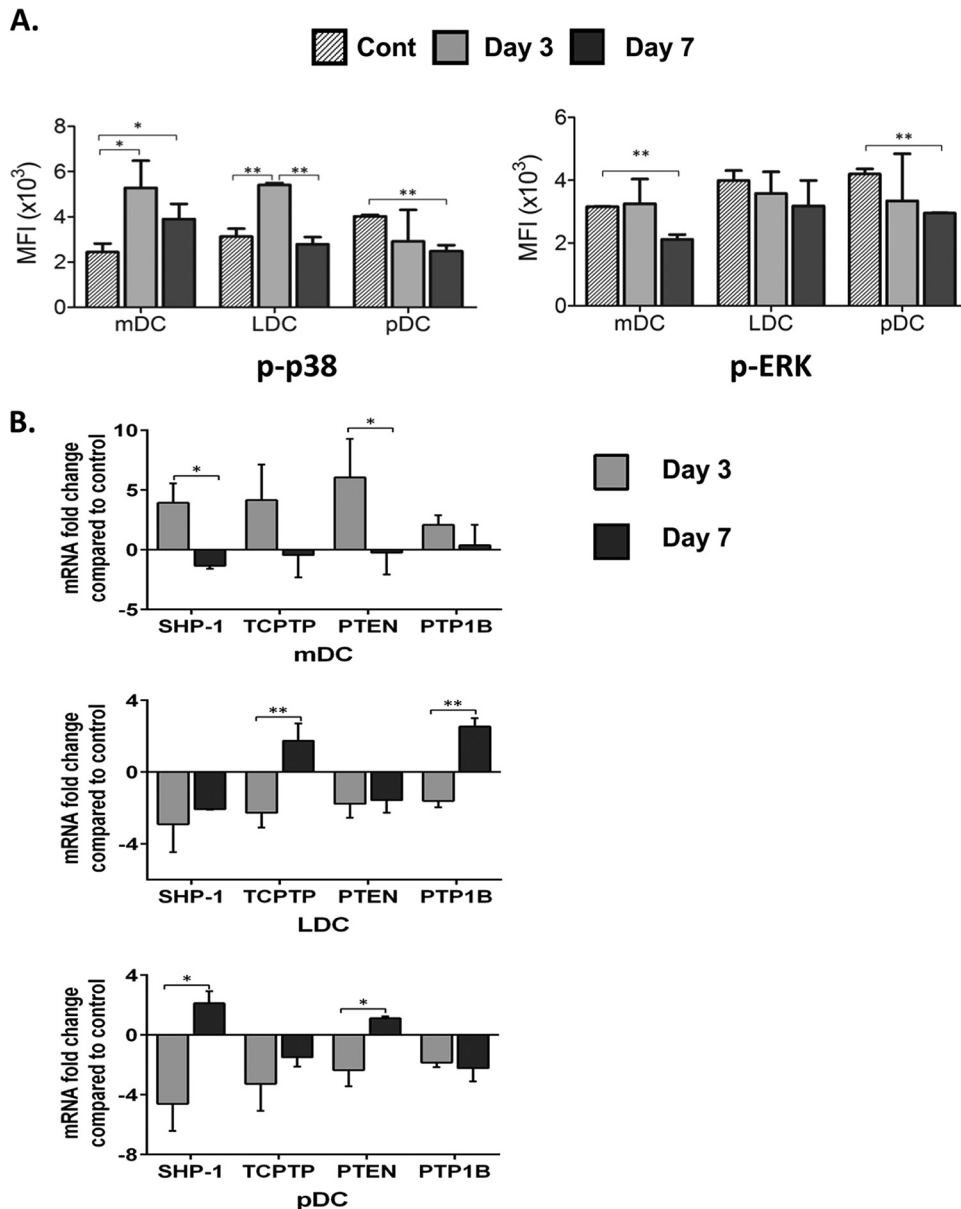 A.
Cont Day 3 Day 7
8
6
4
2
0
MFI (x10³)
* * ** ** **
mDC LDC pDC
p-p38
6
4
2
0
MFI (x10³)
** **
mDC LDC pDC
p-ERK
B.
mRNA fold change
compared to control
10
5
0
-5
* *
SHP-1 TCPTP PTEN PTP1B
mDC
Day 3
Day 7
mRNA fold change
compared to control
4
0
-4
** **
SHP-1 TCPTP PTEN PTP1B
LDC
mRNA fold change
compared to control
4
0
-4
-8
* *
SHP-1 TCPTP PTEN PTP1B
pDC